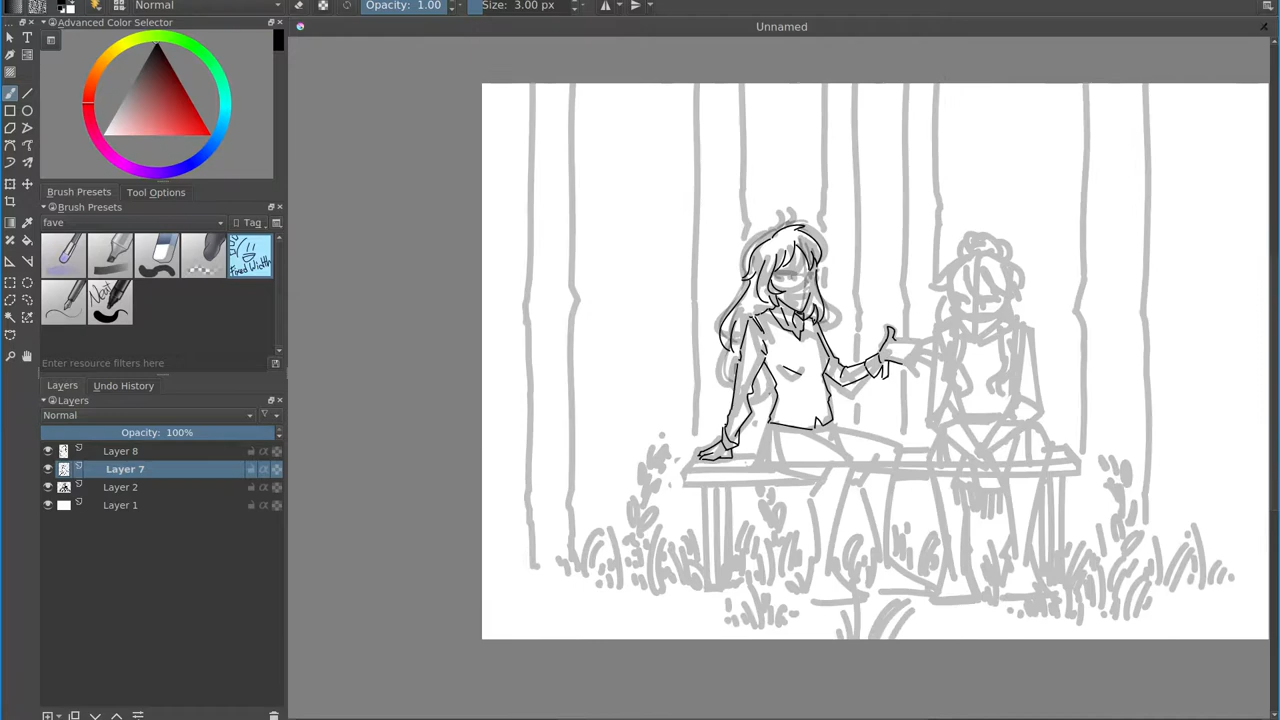 Normal
Opacity: 1.00
Size: 3.00 px
Advanced Color Selector
Unnamed
Brush Presets
Tool Options
Brush Presets
fave
Tag
Fixed Width
Enter resource filters here
Layers
Undo History
Layers
Normal
Opacity: 100%
Layer 8
Layer 7
Layer 2
Layer 1